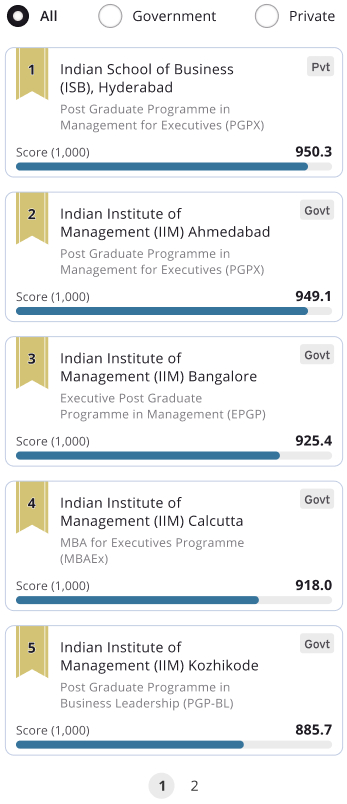 All
Government
Private
1
Indian School of Business
(ISB), Hyderabad
Pvt
Post Graduate Programme in
Management for Executives (PGPX)
Score (1,000)
950.3
2
Indian Institute of
Management (IIM) Ahmedabad
Govt
Post Graduate Programme in
Management for Executives (PGPX)
Score (1,000)
949.1
3
Indian Institute of
Management (IIM) Bangalore
Govt
Executive Post Graduate
Programme in Management (EPGP)
Score (1,000)
925.4
4
Indian Institute of
Management (IIM) Calcutta
Govt
MBA for Executives Programme
(MBAEx)
Score (1,000)
918.0
5
Indian Institute of
Management (IIM) Kozhikode
Govt
Post Graduate Programme in
Business Leadership (PGP-BL)
Score (1,000)
885.7
1
2